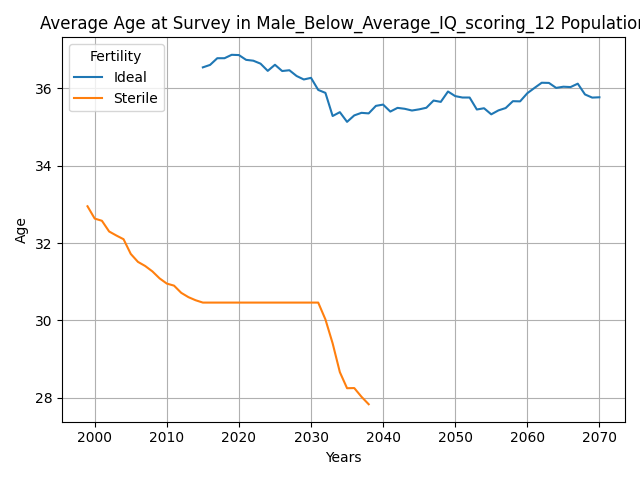 Average Age at Survey in Male_Below_Average_IQ_scoring_12 Population
Fertility
Ideal
Sterile
36
34
32
30
28
Age
2000 2010 2020 2030 2040 2050 2060 2070
Years